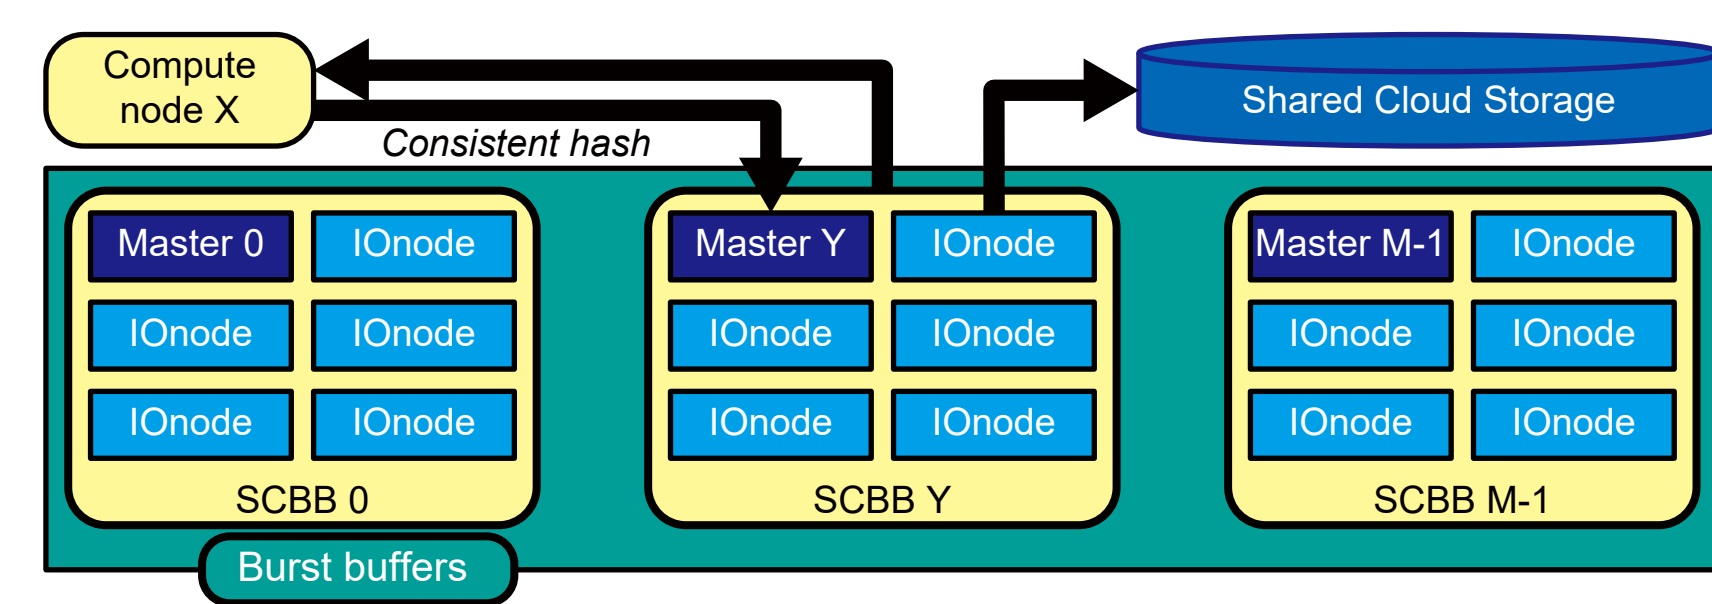 Compute
node X
Consistent hash
Shared Cloud Storage
Master 0
IOnode
IOnode
IOnode
IOnode
IOnode
SCBB 0
Master Y
IOnode
IOnode
IOnode
IOnode
IOnode
SCBB Y
Master M-1
IOnode
IOnode
IOnode
IOnode
IOnode
SCBB M-1
Burst buffers